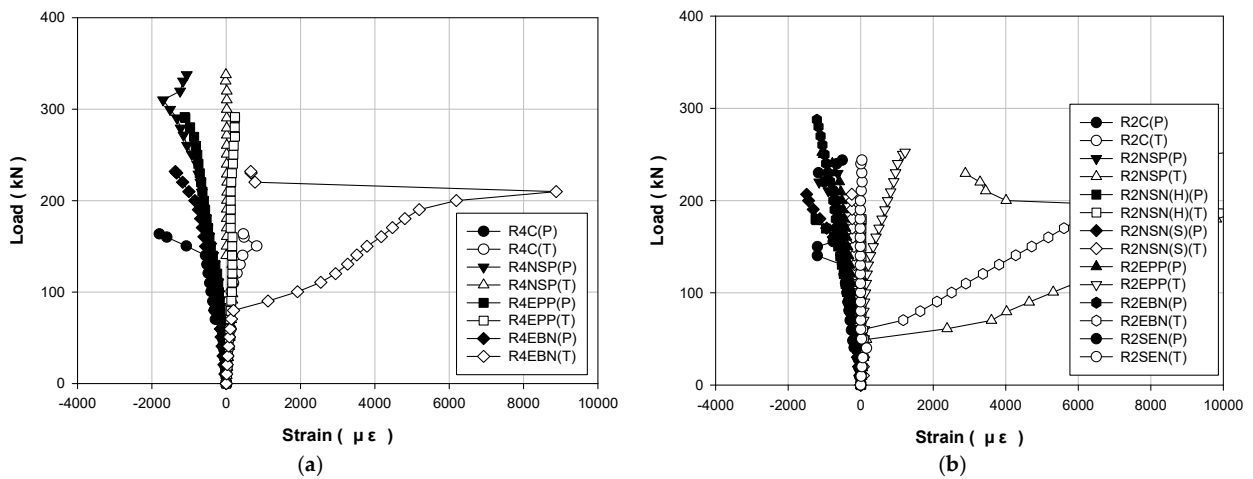 400
300
200
100
0
Load ( kN)
-4000 -2000 0 2000 4000 6000 8000 10000
Strain ( μ ε )
R4C(P)
R4C(T)
R4NSP(P)
R4NSP(T)
R4EPP(P)
R4EPP(T)
R4EBN(P)
R4EBN(T)
(a)
400
300
200
100
0
Load ( kN)
-4000 -2000 0 2000 4000 6000 8000 10000
Strain ( μ ε )
R2C(P)
R2C(T)
R2NSP(P)
R2NSP(T)
R2NSN(H)(P)
R2NSN(H)(T)
R2NSN(S)(P)
R2NSN(S)(T)
R2EPP(P)
R2EPP(T)
R2EBN(P)
R2EBN(T)
R2SEN(P)
R2SEN(T)
(b)